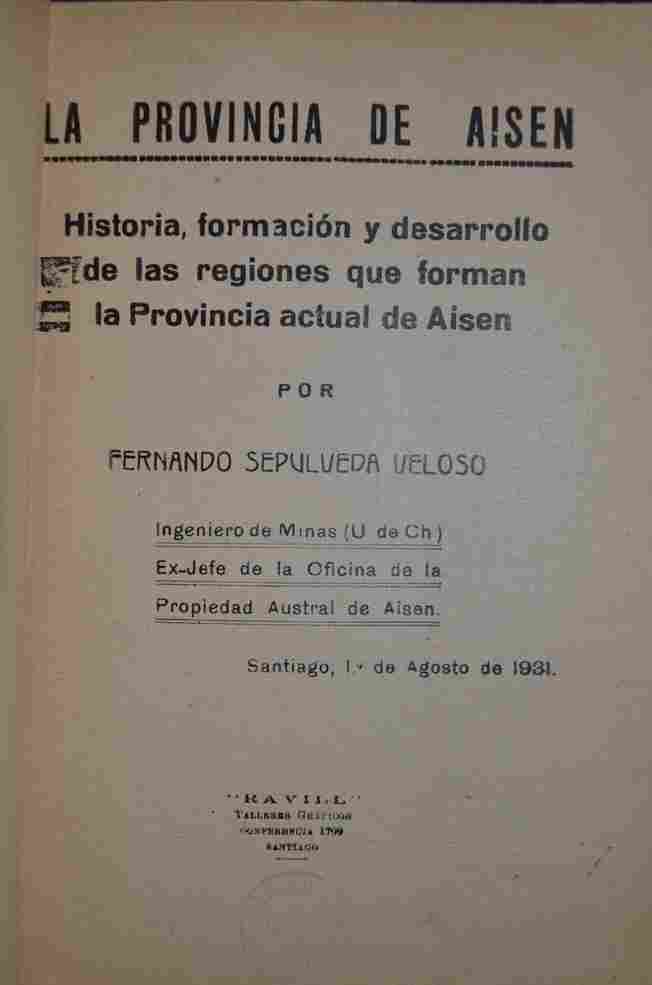 LA PROVINCIA DE AISEN
Historia, formación y desarrollo
de las regiones que forman
la Provincia actual de Aisen
POR
FERNANDO SEPULVEDA VELOSO
Ingeniero de Minas (U de Ch)
Ex-Jefe de la Oficina de la
Propiedad Austral de Aisen.
Santiago, 1.º de Agosto de 1931.
"RAVILL"
TALLERES GRAFICOS
CONFERENCIA 1709
SANTIAGO